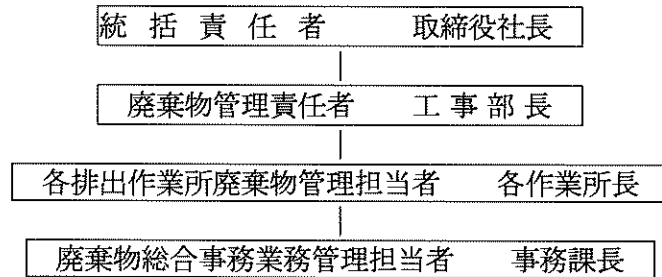 統括責任者 取締役社長
廃棄物管理責任者 工事部長
各排出作業所廃棄物管理担当者 各作業所長
廃棄物総合事務業務管理担当者 事務課長